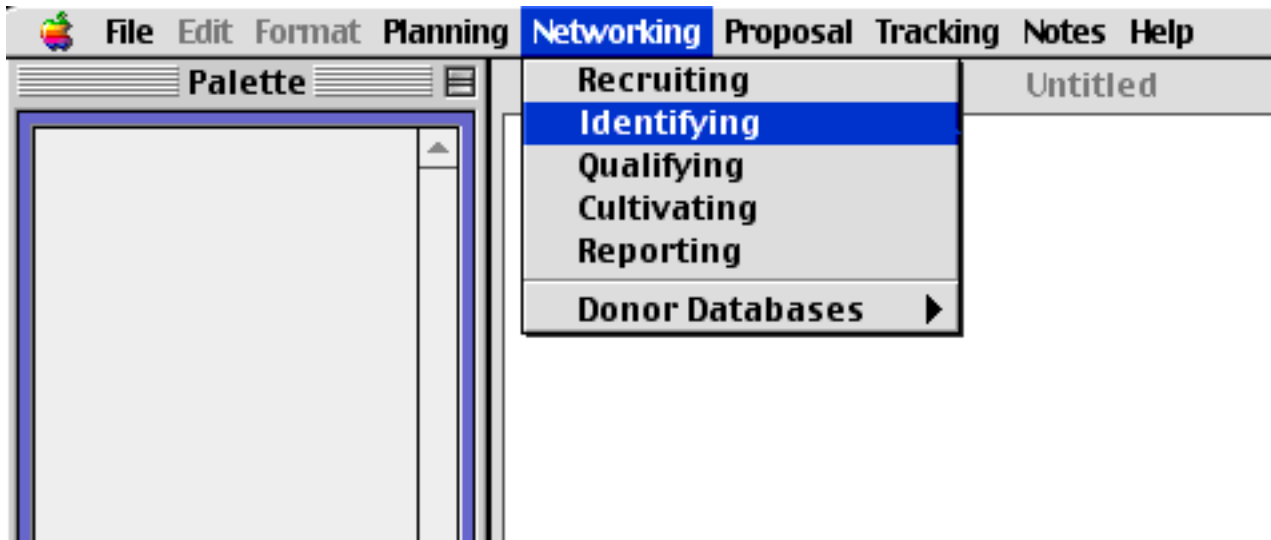 File Edit Format Planning Networking Proposal Tracking Notes Help
Palette
Untitled
Recruiting
Identifying
Qualifying
Cultivating
Reporting
Donor Databases